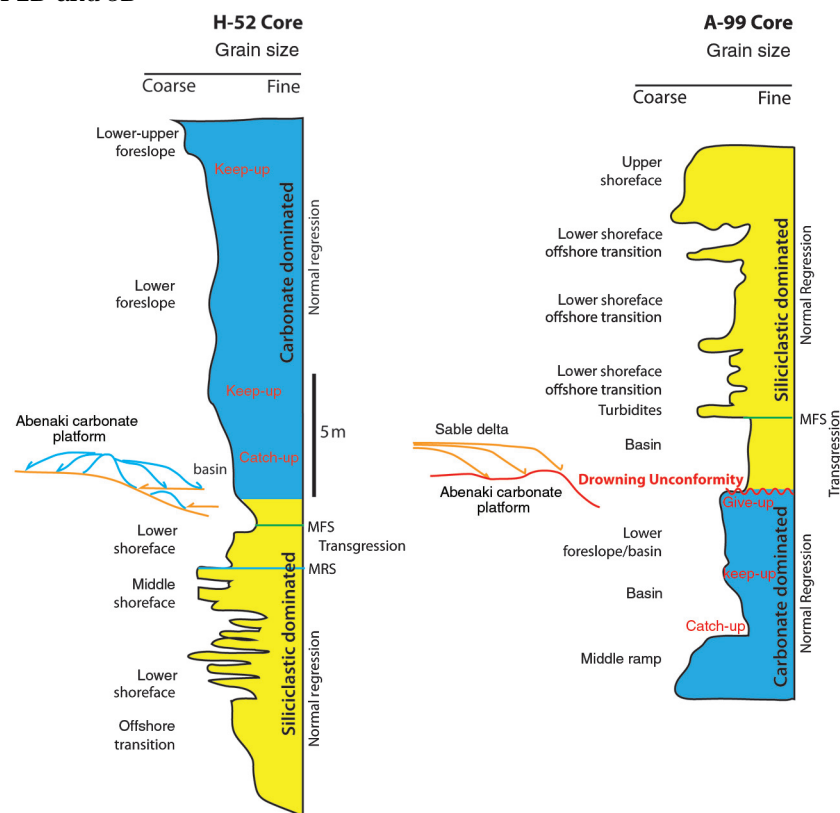 H-52 Core
Grain size
Coarse
Fine
Lower-upper
foreslope
Keep-up
Carbonate dominated
Normal regression
Lower
foreslope
Keep-up
5 m
Abenaki carbonate
platform
basin
Catch-up
MFS
Lower
shoreface
Transgression
MRS
Middle
shoreface
Siliciclastic dominated
Normal regression
Lower
shoreface
Offshore
transition
A-99 Core
Grain size
Coarse
Fine
Upper
shoreface
Lower shoreface
offshore transition
Siliciclastic dominated
Normal Regression
Lower shoreface
offshore transition
Lower shoreface
offshore transition
Turbidites
MFS
Sable delta
Basin
Transgression
Drowning Unconformity
Abenaki carbonate
platform
Give-up
Lower
foreslope/basin
Carbonate dominated
Normal Regression
keep-up
Basin
Catch-up
Middle ramp